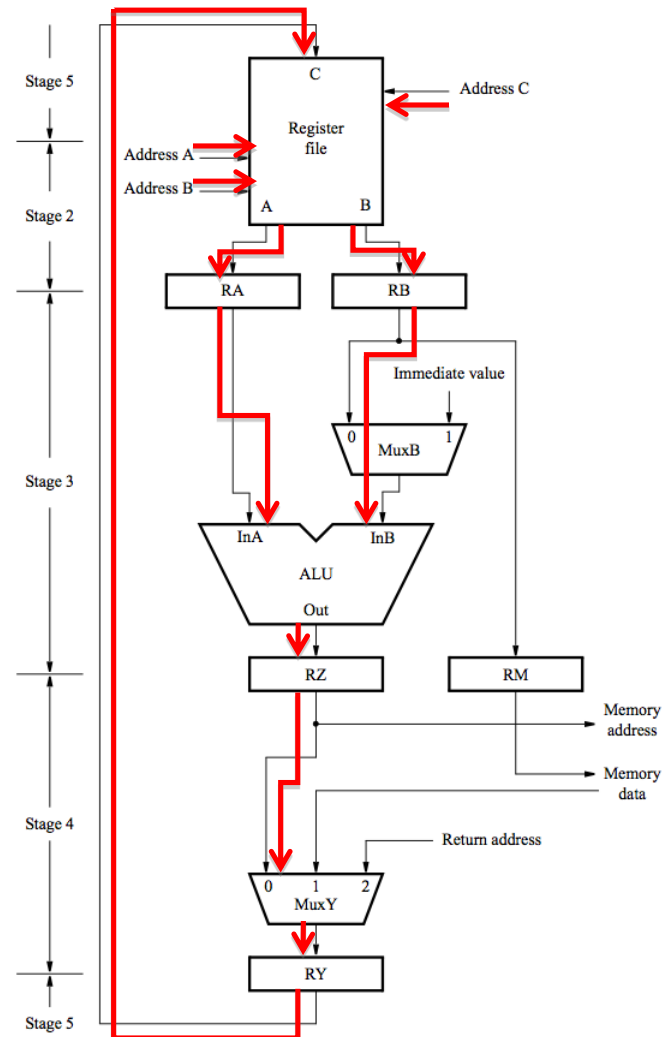 C
Stage 5
Address C
Register
file
Address A
Address B
Stage 2
A
B
RA
RB
Immediate value
0
1
MuxB
Stage 3
InA
InB
ALU
Out
RZ
RM
Memory
address
Memory
data
Stage 4
Return address
0
1
2
MuxY
RY
Stage 5